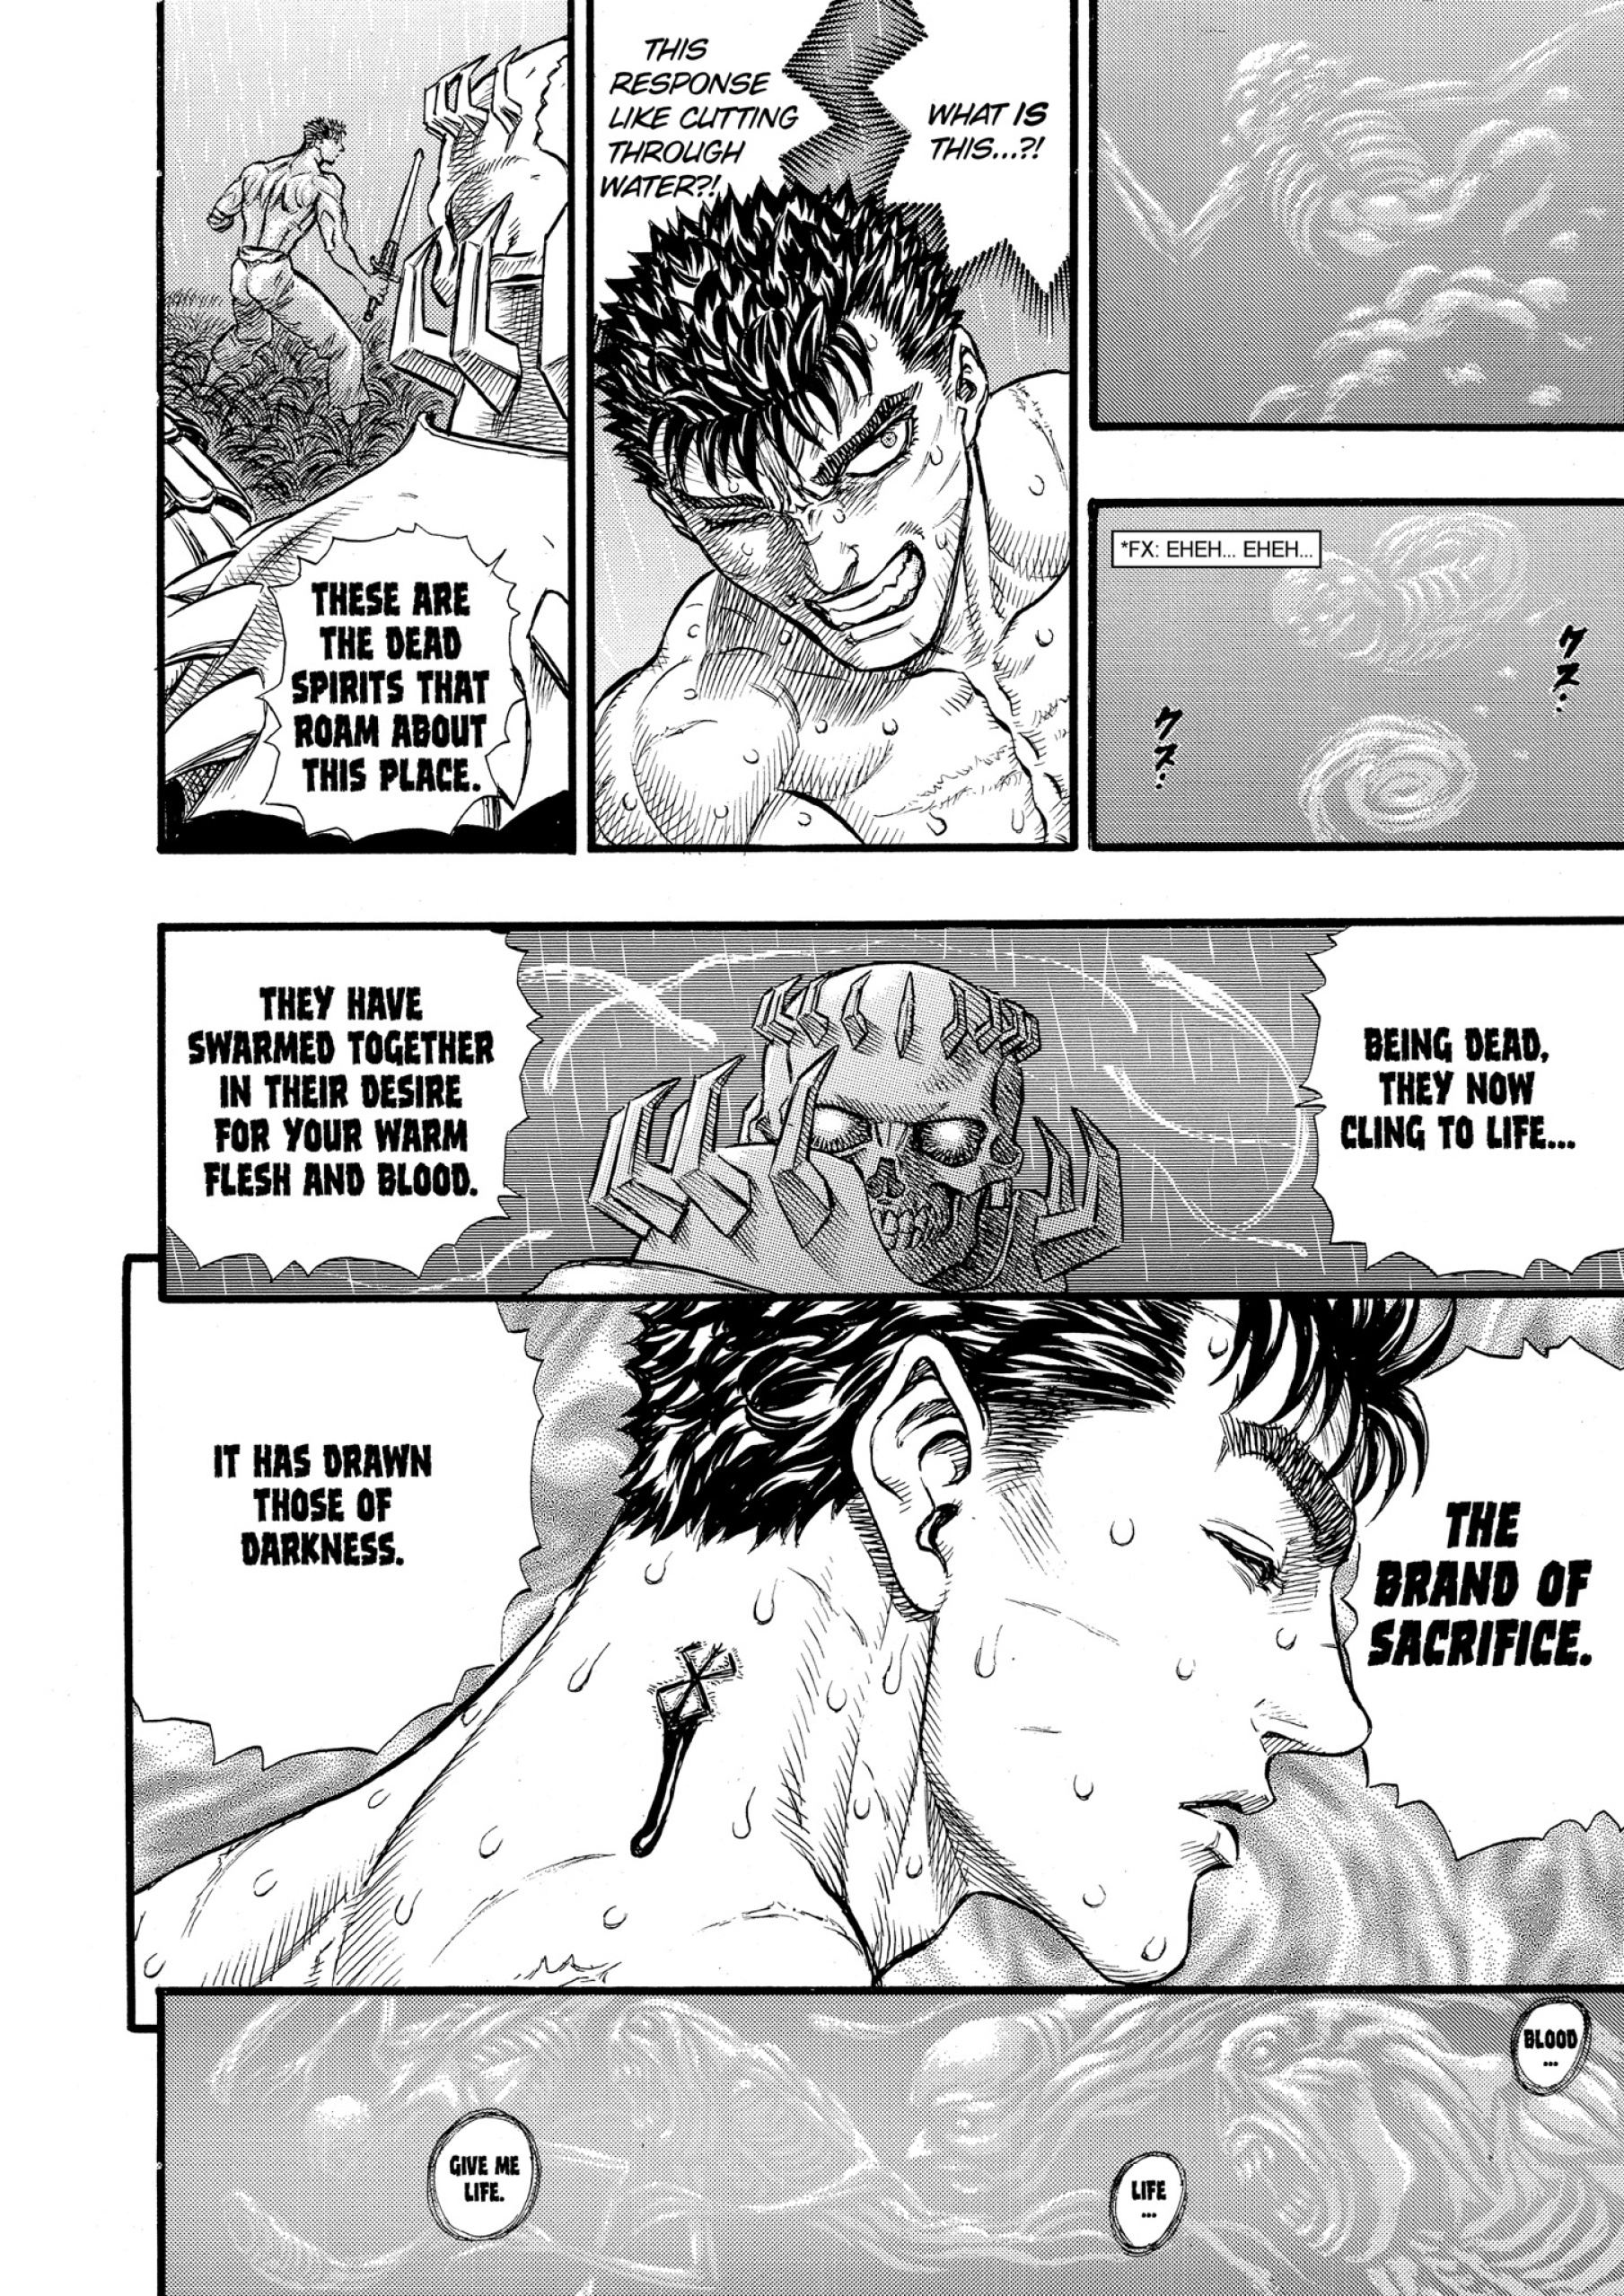 *FX: EHEH... EHEH...
クス・
クス・
WHAT IS
THIS...?!
THIS
RESPONSE
LIKE CUTTING
THROUGH
WATER?!
THESE ARE
THE DEAD
SPIRITS THAT
ROAM ABOUT
THIS PLACE.
BEING DEAD,
THEY NOW
CLING TO LIFE...
THEY HAVE
SWARMED TOGETHER
IN THEIR DESIRE
FOR YOUR WARM
FLESH AND BLOOD.
THE
BRAND OF
SACRIFICE.
IT HAS DRAWN
THOSE OF
DARKNESS.
BLOOD
...
LIFE
...
GIVE ME
LIFE.